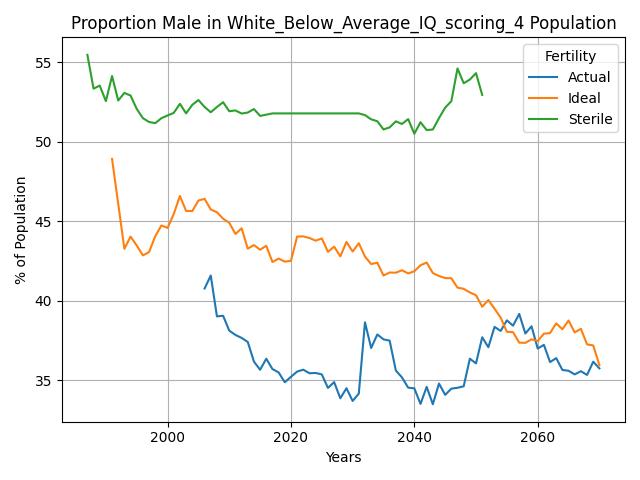 Proportion Male in White_Below_Average_IQ_scoring_4 Population
% of Population
55
50
45
40
35
Fertility
Actual
Ideal
Sterile
2000
2020
2040
2060
Years